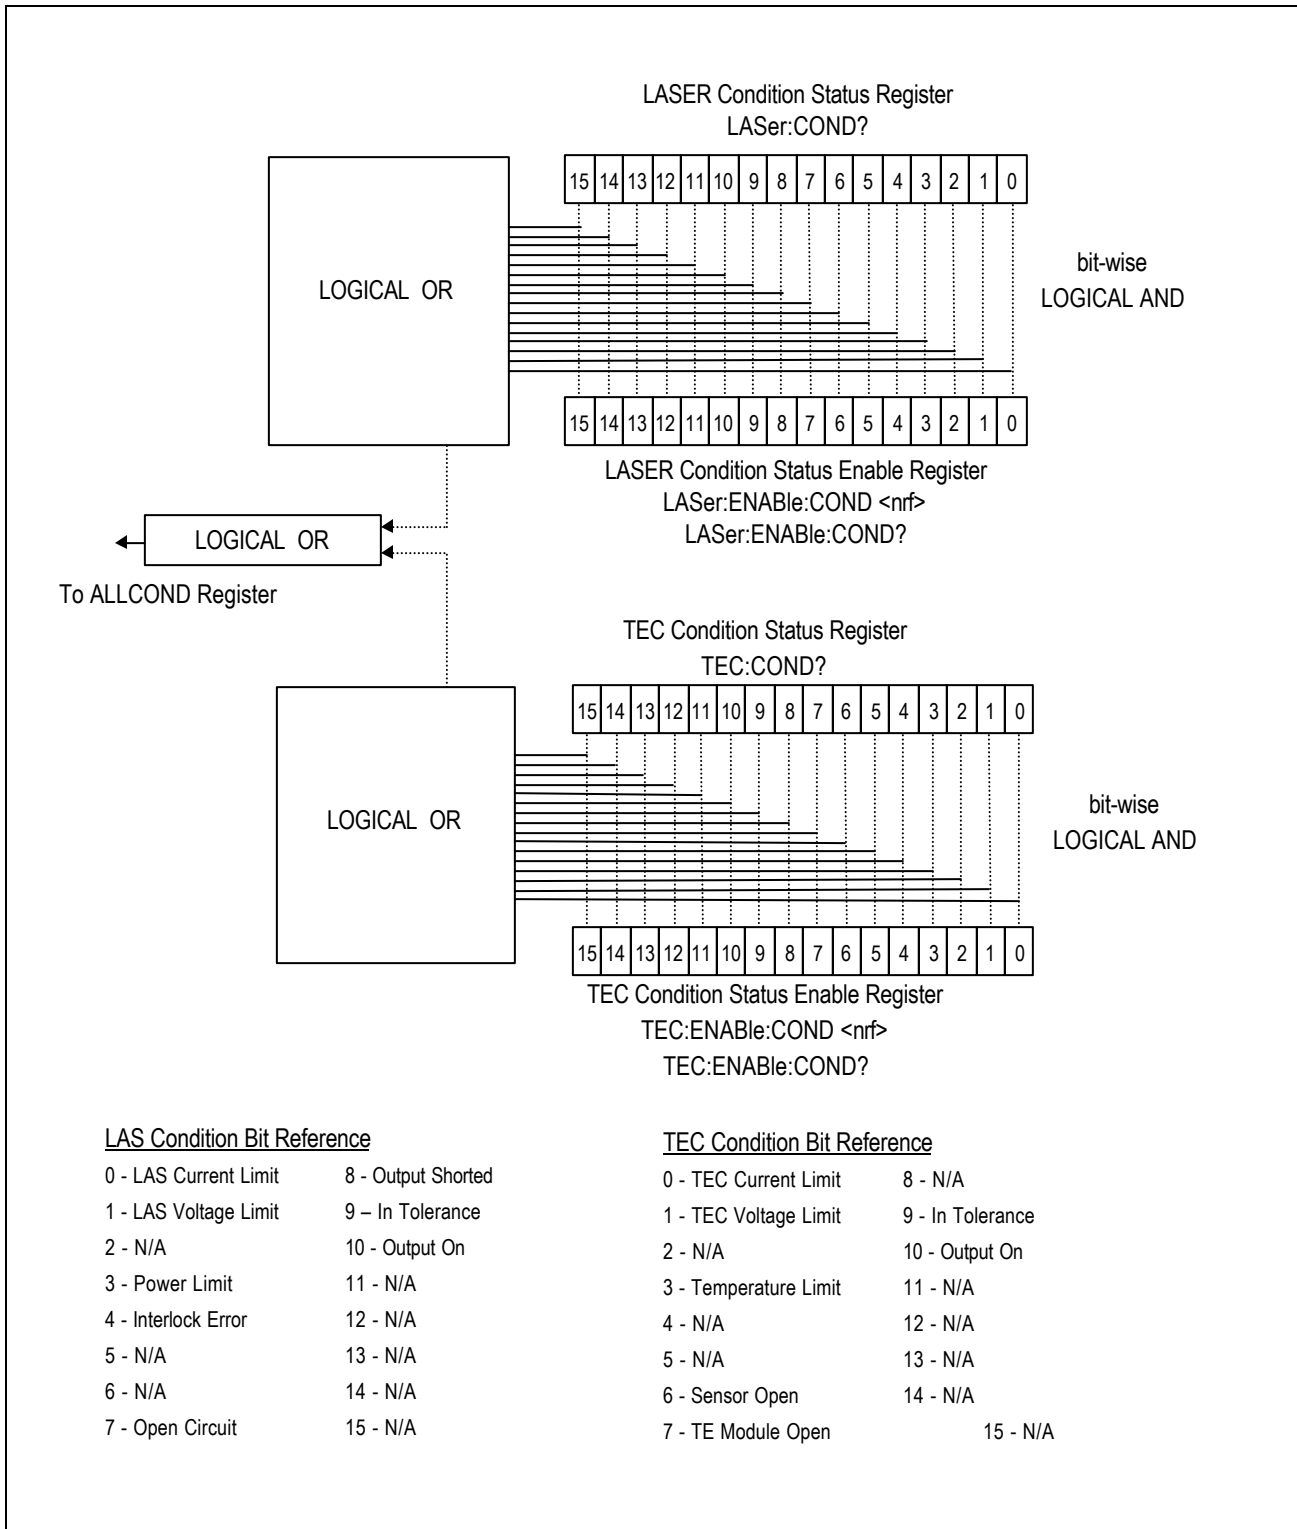 LASER Condition Status Register
LASer:COND?
15 14 13 12 11 10 9 8 7 6 5 4 3 2 1 0
LOGICAL OR
bit-wise
LOGICAL AND
15 14 13 12 11 10 9 8 7 6 5 4 3 2 1 0
LASER Condition Status Enable Register
LASer:ENABle:COND <nrf>
LASer:ENABle:COND?
LOGICAL OR
To ALLCOND Register
TEC Condition Status Register
TEC:COND?
15 14 13 12 11 10 9 8 7 6 5 4 3 2 1 0
LOGICAL OR
bit-wise
LOGICAL AND
15 14 13 12 11 10 9 8 7 6 5 4 3 2 1 0
TEC Condition Status Enable Register
TEC:ENABle:COND <nrf>
TEC:ENABle:COND?
LAS Condition Bit Reference
0 - LAS Current Limit 8 - Output Shorted
1 - LAS Voltage Limit 9 – In Tolerance
2 - N/A 10 - Output On
3 - Power Limit 11 - N/A
4 - Interlock Error 12 - N/A
5 - N/A 13 - N/A
6 - N/A 14 - N/A
7 - Open Circuit 15 - N/A
TEC Condition Bit Reference
0 - TEC Current Limit 8 - N/A
1 - TEC Voltage Limit 9 - In Tolerance
2 - N/A 10 - Output On
3 - Temperature Limit 11 - N/A
4 - N/A 12 - N/A
5 - N/A 13 - N/A
6 - Sensor Open 14 - N/A
7 - TE Module Open 15 - N/A